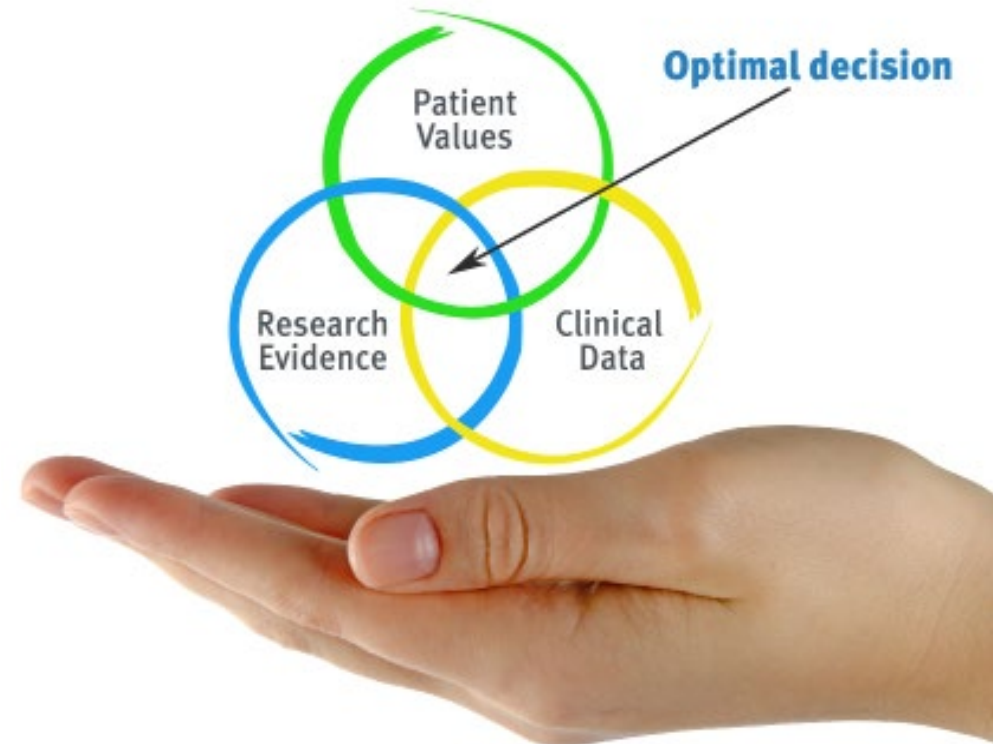 Optimal decision
Patient
Values
Research
Evidence
Clinical
Data